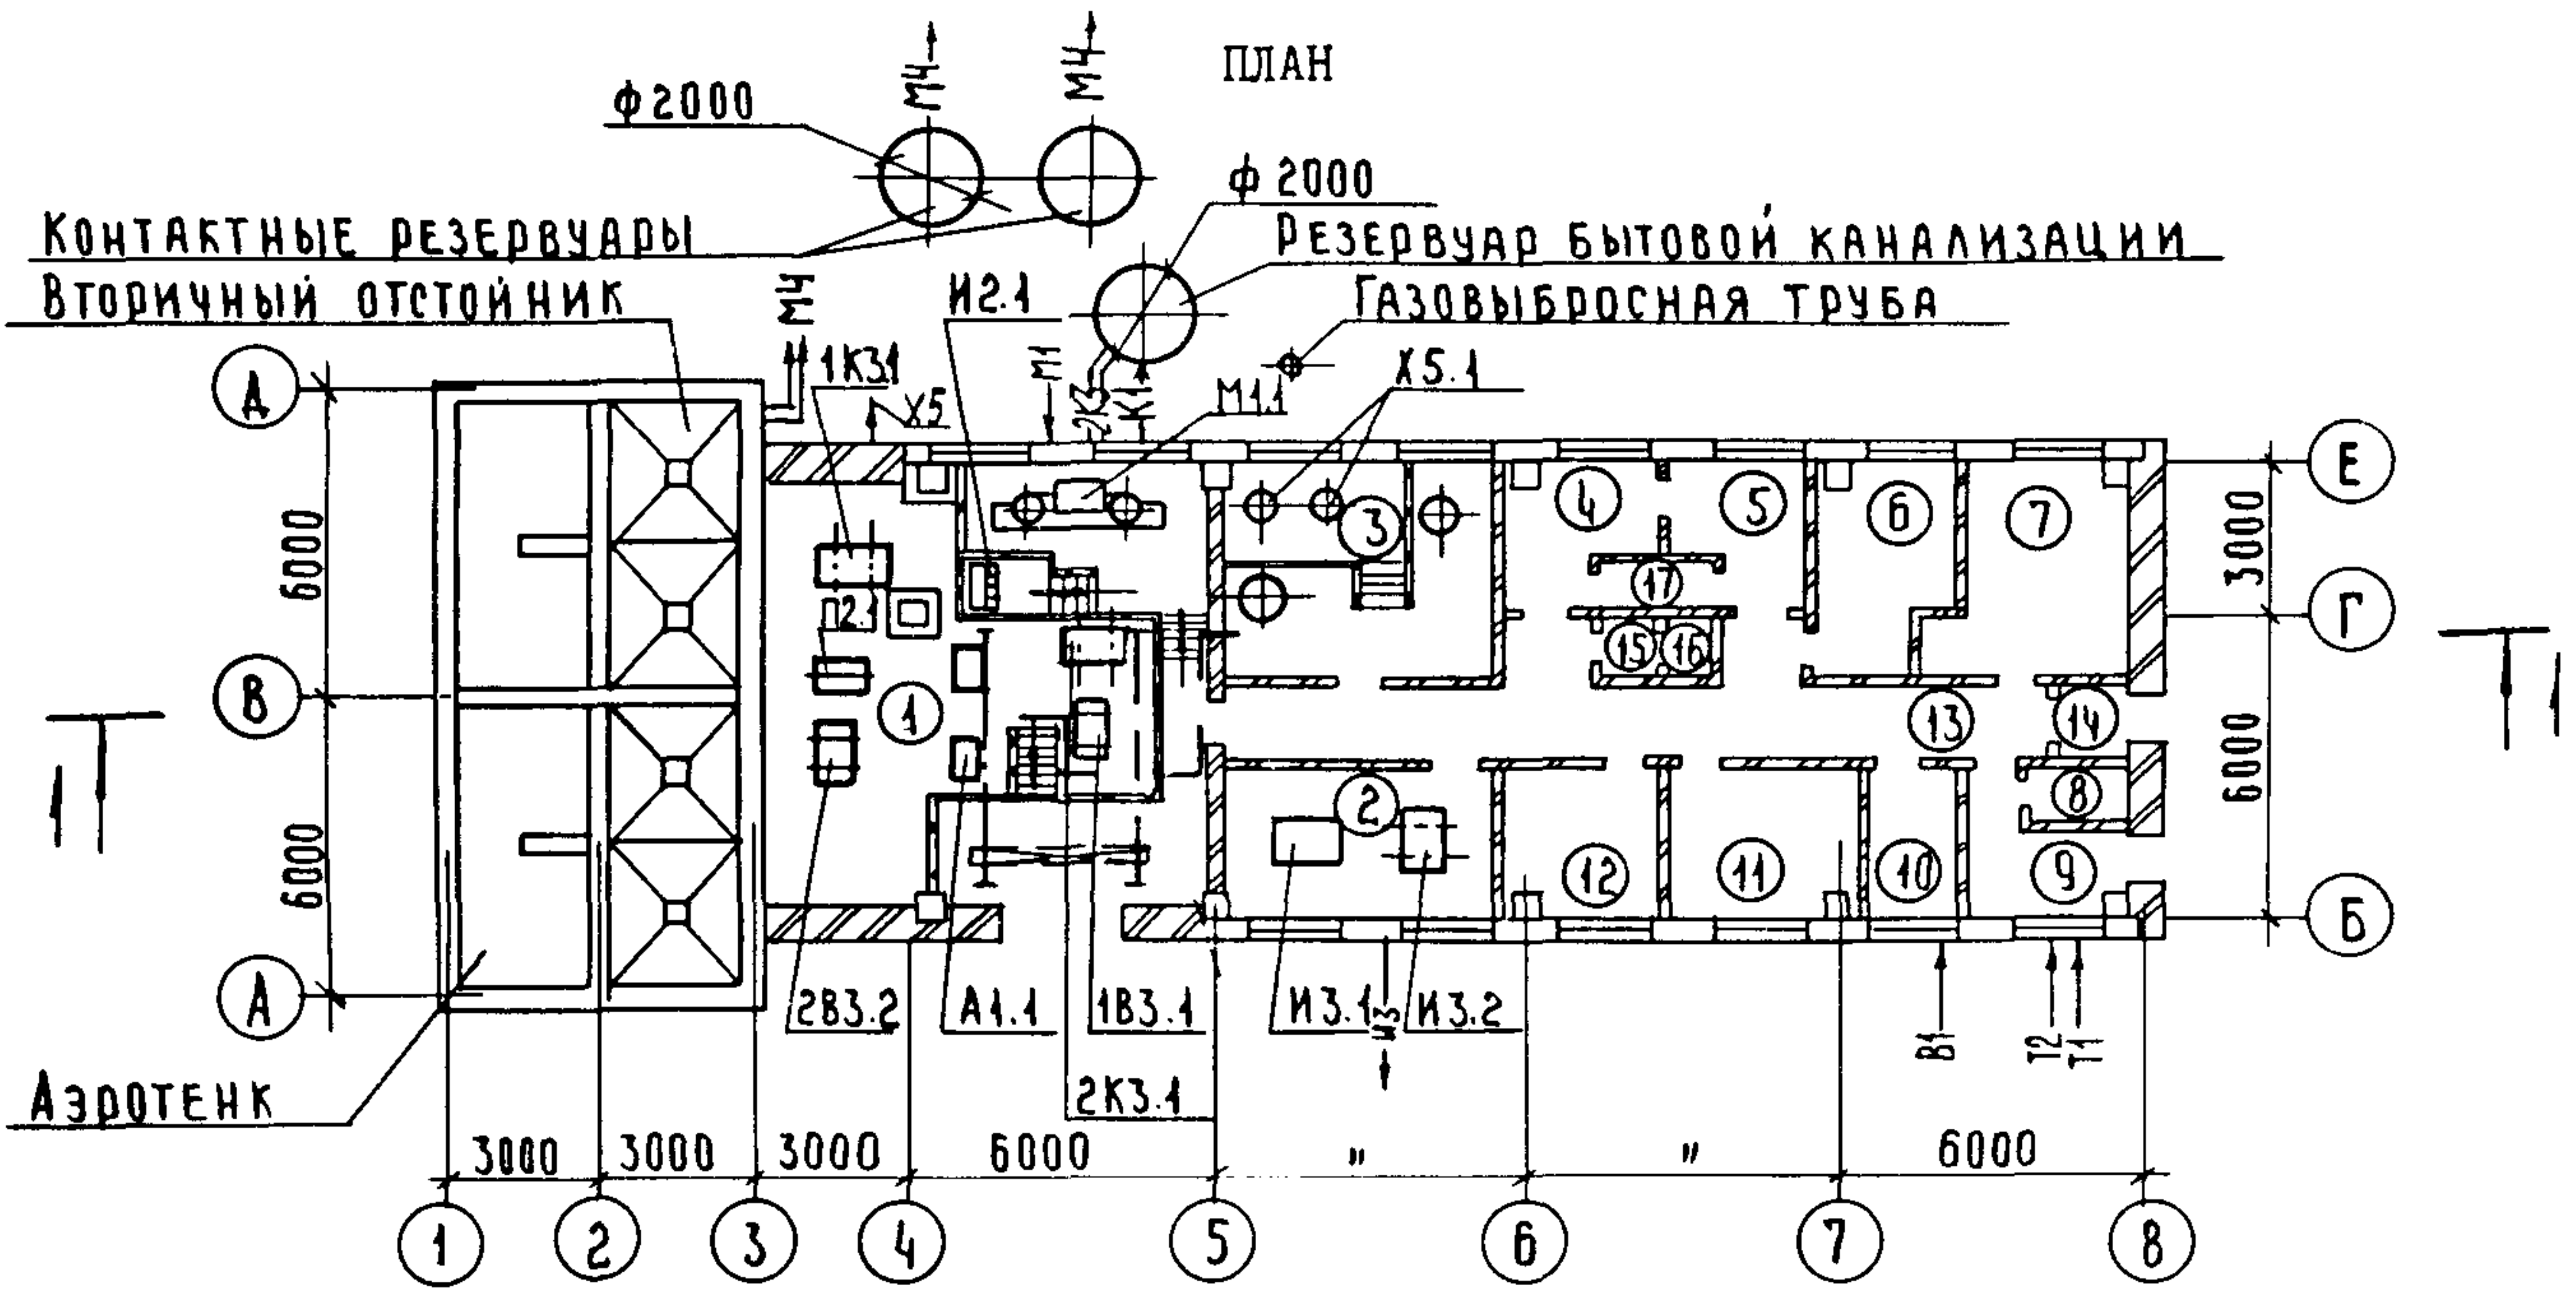 ПЛАН
М4
М4
ф2000
ф2000
Контактные резервуары
Резервуар бытовой канализации
Вторичный отстойник
М4
И2.1
Газовыбросная труба
1К3.1
Х5
М1
2К3
К1
М1.1
Х5.1
Д
Е
3
4
5
6
7
6000
3000
17
П2.1
Г
15
16
В
1
13
14
6000
2
8
6000
12
11
10
9
Б
А
2В3.2
А1.1
1В3.1
И3.1
И3
И3.2
В1
Т2
Т1
Аэротенк
2К3.1
3000
3000
3000
6000
"
"
6000
1
2
3
4
5
6
7
8
1
1